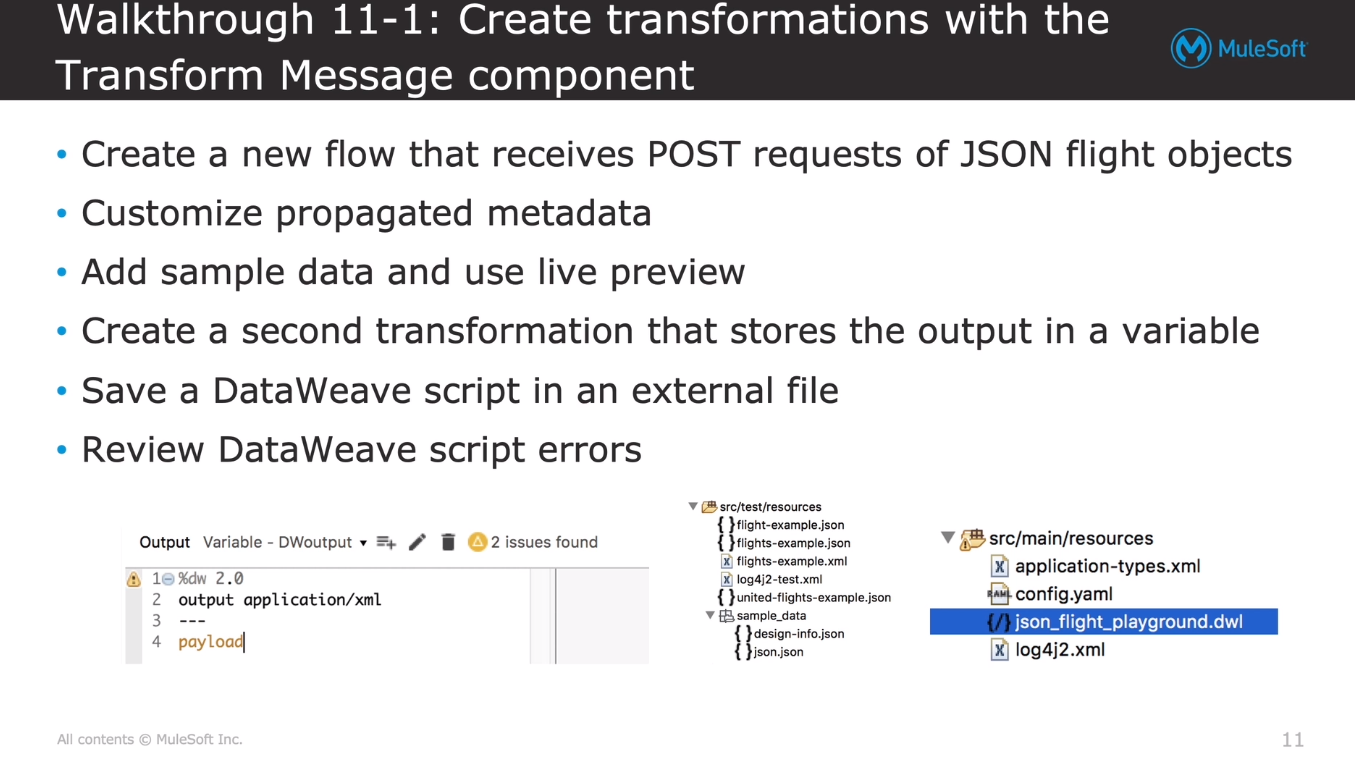 Walkthrough 11-1: Create transformations with the
Transform Message component
MuleSoft
• Create a new flow that receives POST requests of JSON flight objects
• Customize propagated metadata
• Add sample data and use live preview
• Create a second transformation that stores the output in a variable
• Save a DataWeave script in an external file
• Review DataWeave script errors
Output Variable - DWoutput 2 issues found
1 %dw 2.0
2 output application/xml
3 ---
4 payload
src/test/resources
flight-example.json
flights-example.json
flights-example.xml
log4j2-test.xml
united-flights-example.json
sample_data
design-info.json
json.json
src/main/resources
application-types.xml
config.yaml
json_flight_playground.dwl
log4j2.xml
All contents © MuleSoft Inc.
11